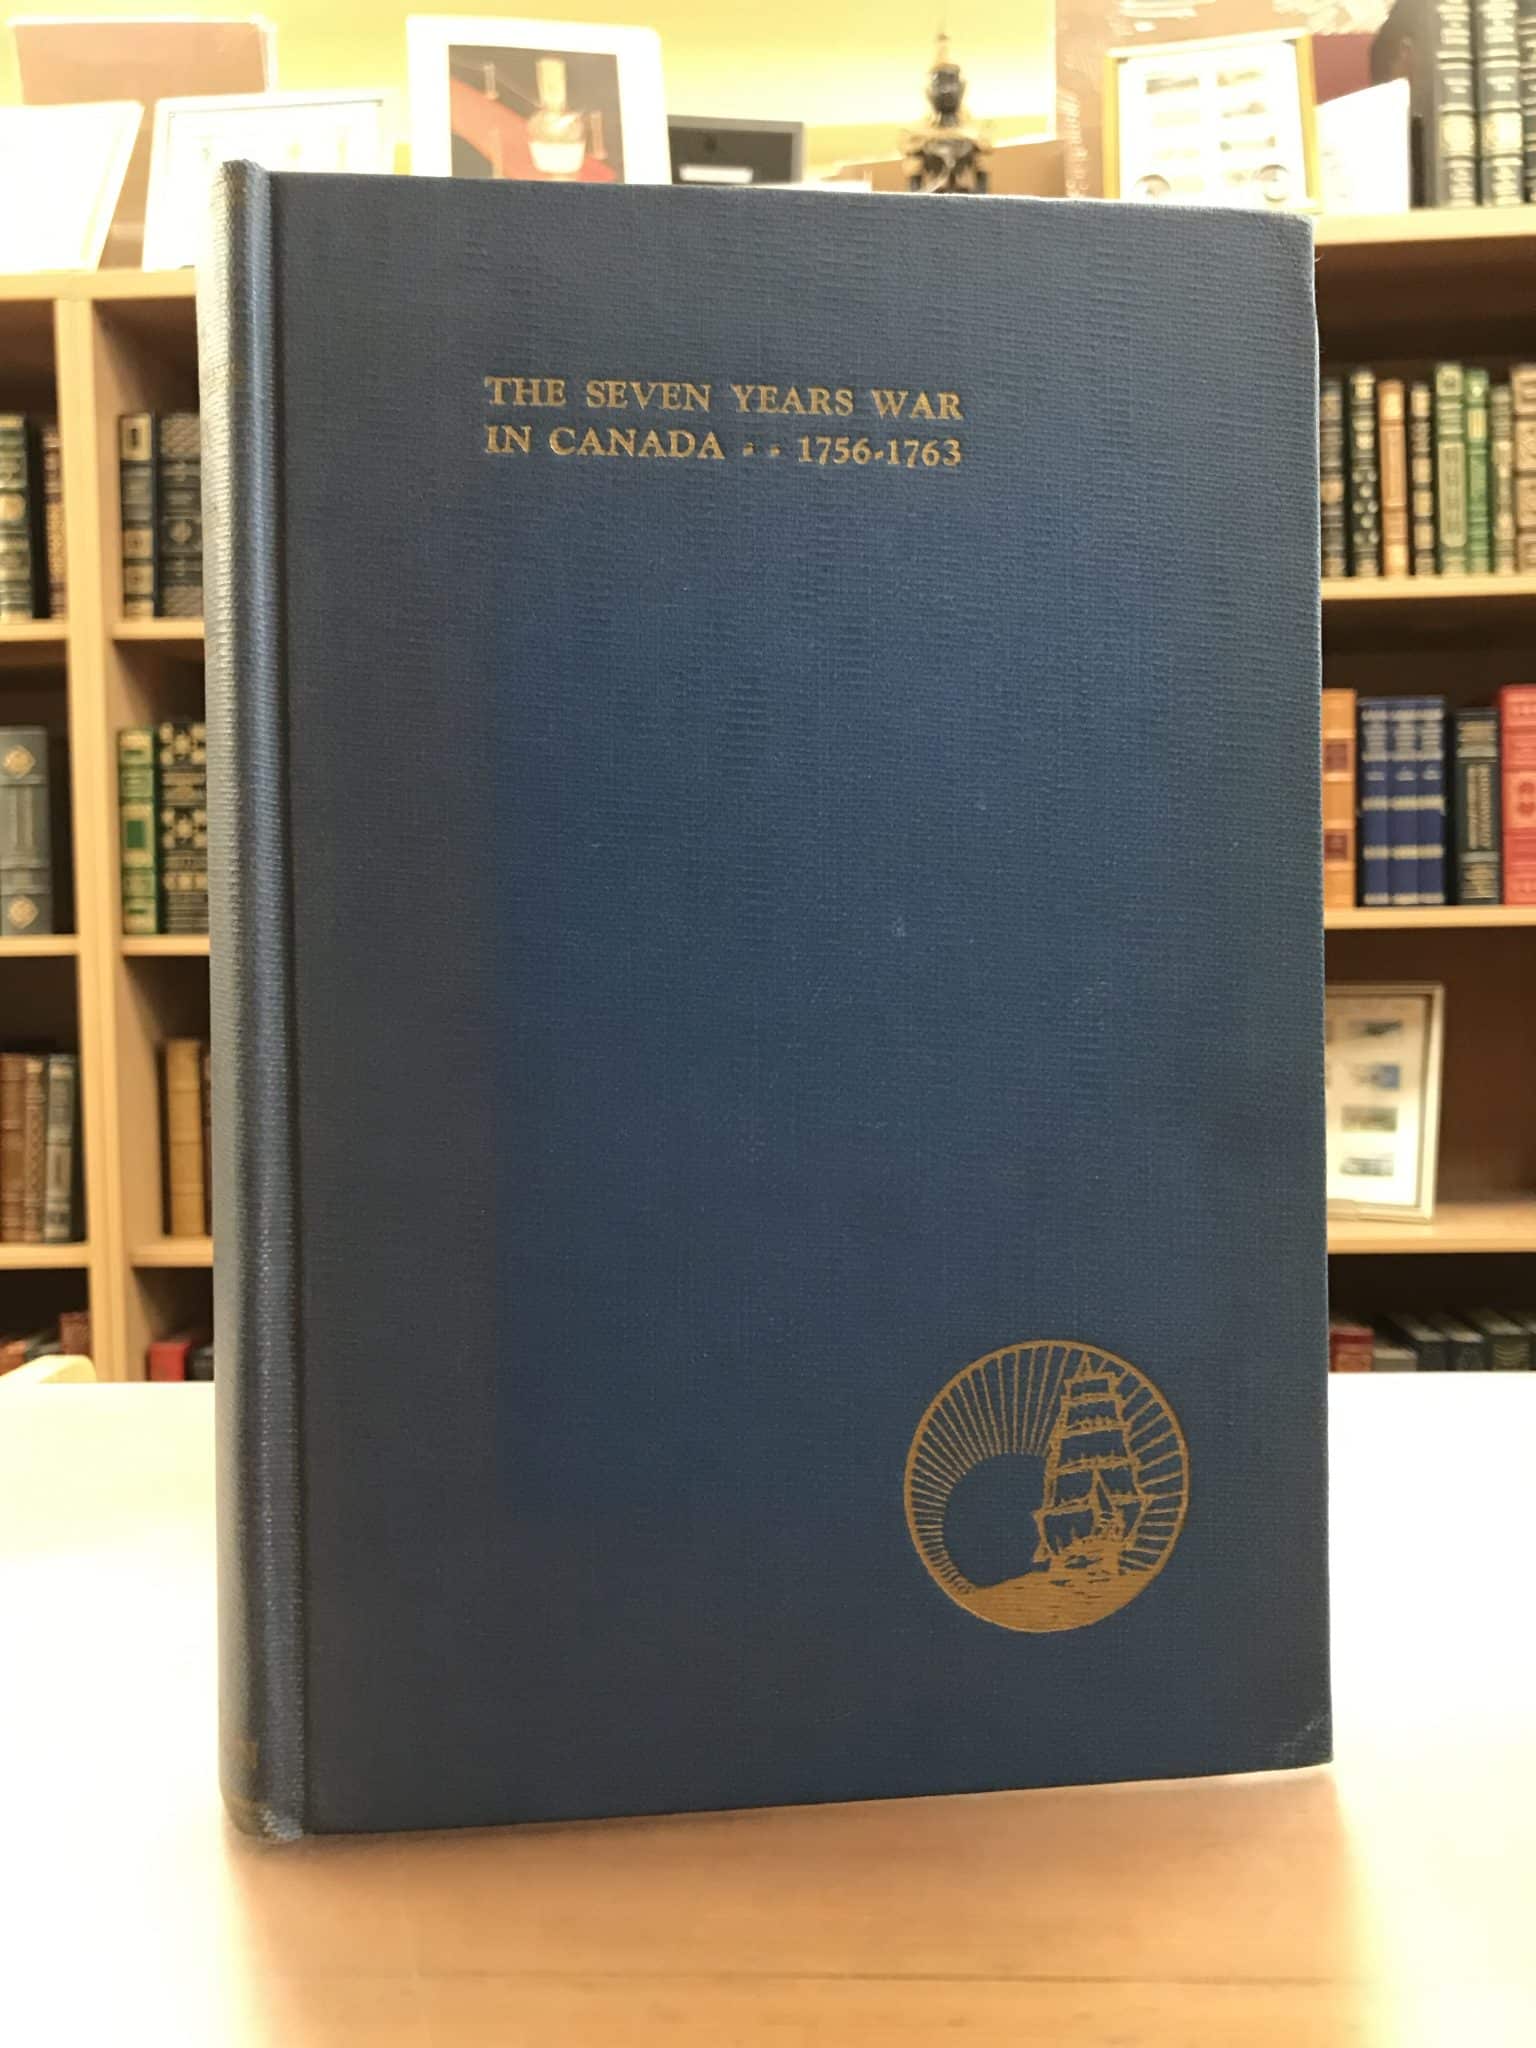 THE SEVEN YEARS WAR
IN CANADA - - 1756-1763